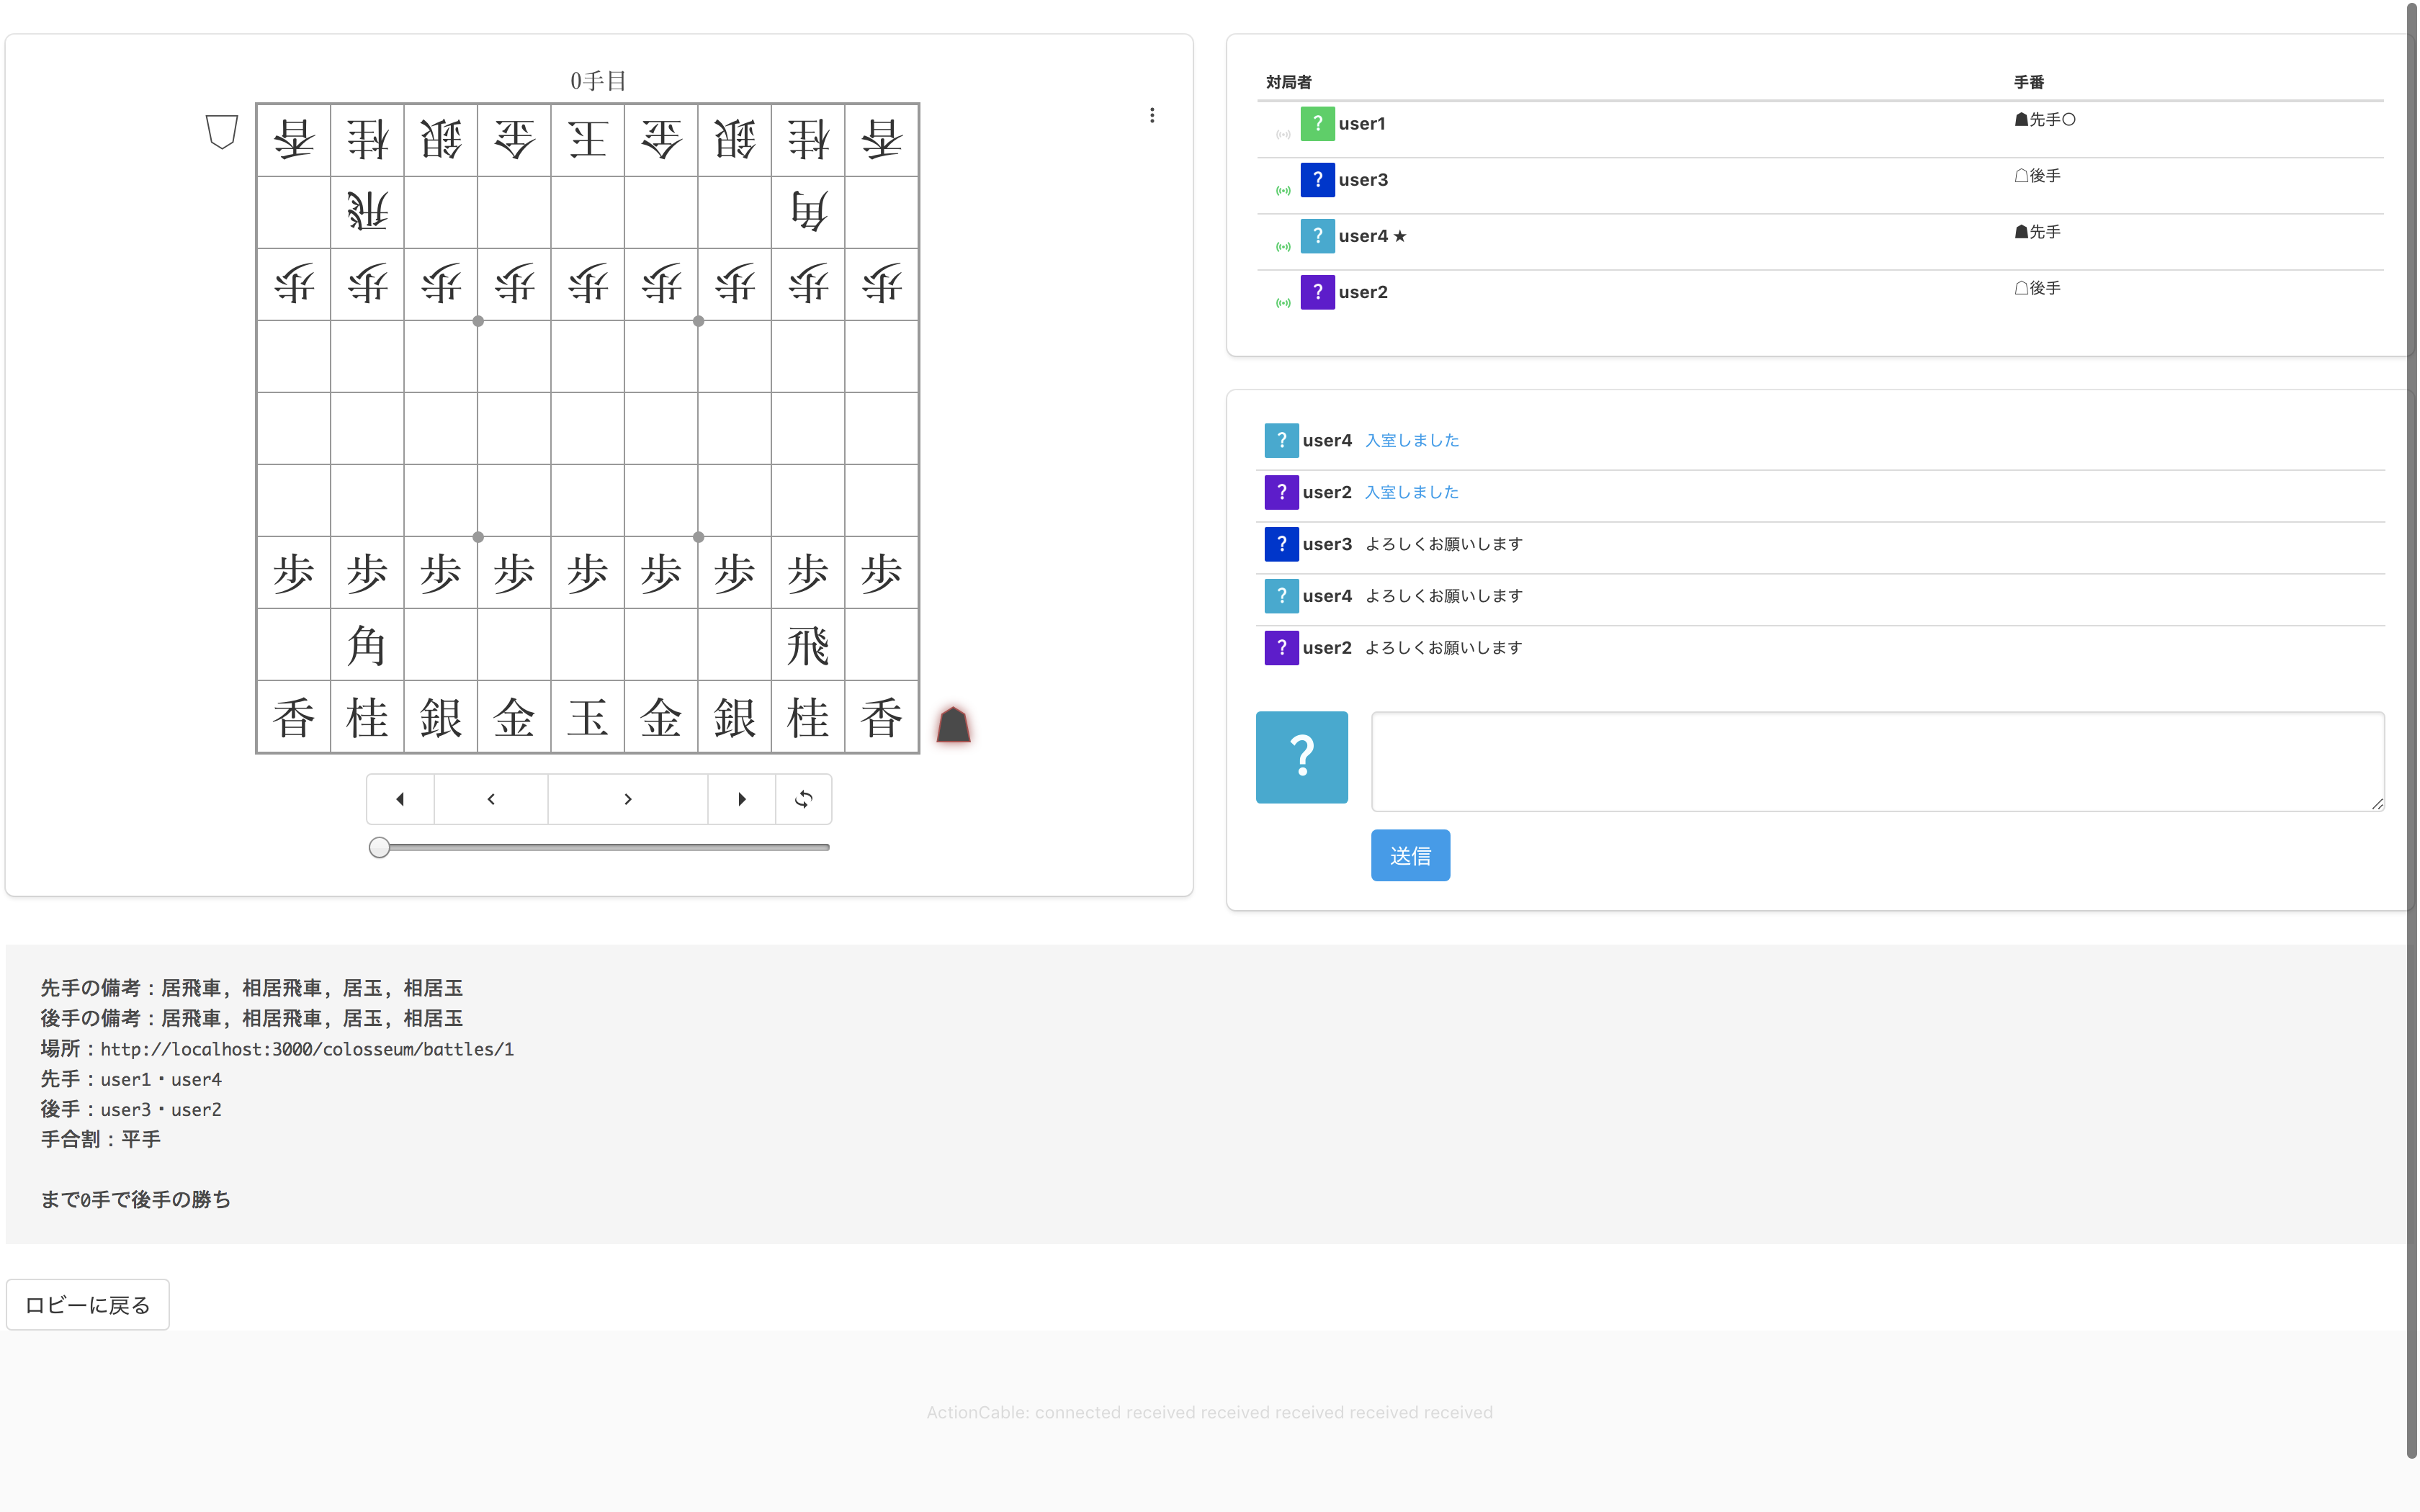 0手目
香桂銀金王金銀桂香
飛角
歩歩歩歩歩歩歩歩歩
歩歩歩歩歩歩歩歩歩
角飛
香桂銀金玉金銀桂香
対局者 手番
? user1 ☗先手○
? user3 ☖後手
? user4 ★ ☗先手
? user2 ☖後手
? user4 入室しました
? user2 入室しました
? user3 よろしくお願いします
? user4 よろしくお願いします
? user2 よろしくお願いします
?
送信
先手の備考：居飛車, 相居飛車, 居玉, 相居玉
後手の備考：居飛車, 相居飛車, 居玉, 相居玉
場所：http://localhost:3000/colosseum/battles/1
先手：user1・user4
後手：user3・user2
手合割：平手
まで0手で後手の勝ち
ロビーに戻る
ActionCable: connected received received received received received